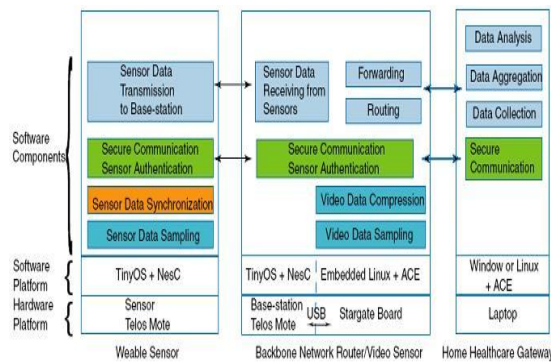 Sensor Data
Transmission
to Base-station
Secure Communication
Sensor Authentication
Sensor Data Synchronization
Sensor Data Sampling
Sensor Data
Receiving from
Sensors
Forwarding
Routing
Secure Communication
Sensor Authentication
Video Data Compression
Video Data Sampling
Data Analysis
Data Aggregation
Data Collection
Secure
Communication
Software
Components
Software
Platform
TinyOS + NesC
TinyOS + NesC
Embedded Linux + ACE
Window or Linux
+ ACE
Hardware
Platform
Sensor
Telos Mote
Base-station
Telos Mote
USB
Stargate Board
Laptop
Weable Sensor
Backbone Network Router/Video Sensor
Home Healthcare Gateway